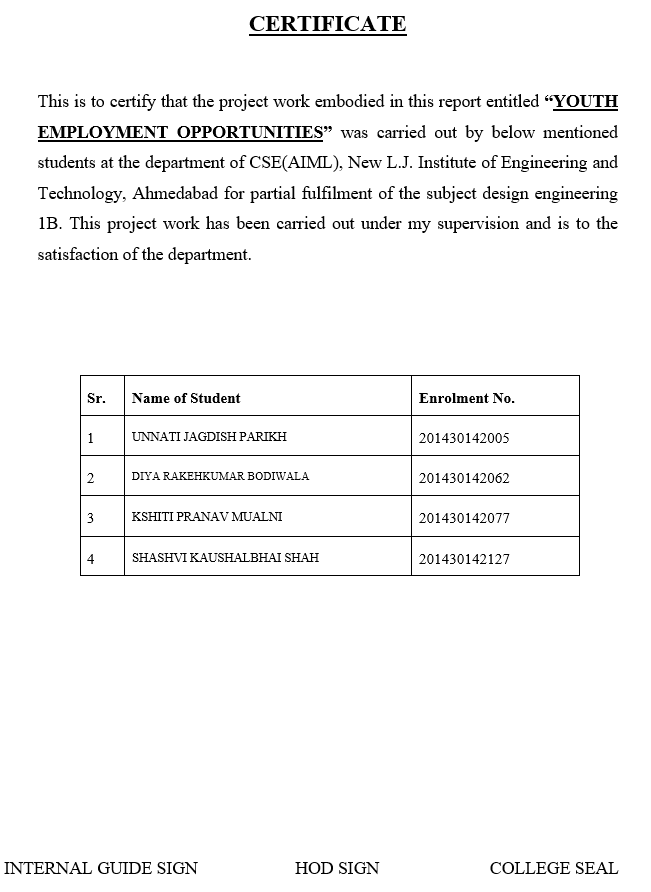 CERTIFICATE
This is to certify that the project work embodied in this report entitled “YOUTH
EMPLOYMENT OPPORTUNITIES” was carried out by below mentioned
students at the department of CSE(AIML), New L.J. Institute of Engineering and
Technology, Ahmedabad for partial fulfilment of the subject design engineering
1B. This project work has been carried out under my supervision and is to the
satisfaction of the department.
Sr. Name of Student Enrolment No.
1 UNNATI JAGDISH PARIKH 201430142005
2 DIYA RAKEHKUMAR BODIWALA 201430142062
3 KSHITI PRANAV MUALNI 201430142077
4 SHASHVI KAUSHALBHAI SHAH 201430142127
INTERNAL GUIDE SIGN HOD SIGN COLLEGE SEAL